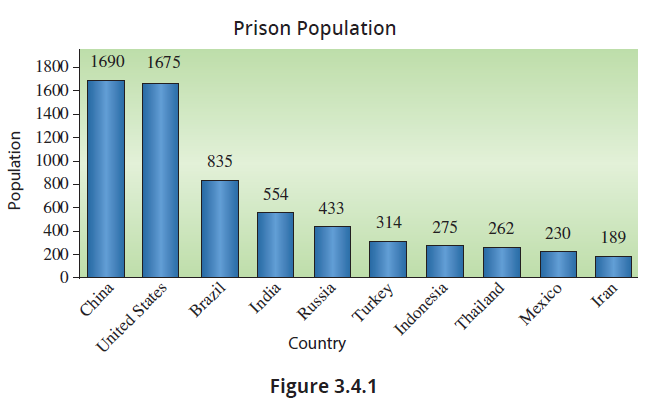 Prison Population
1690 1675
835
554
433
314
275
262
230
189
1800
1600
1400
1200
1000
800
600
400
200
0
Population
China
United States
Brazil
India
Russia
Turkey
Indonesia
Thailand
Mexico
Iran
Country
Figure 3.4.1